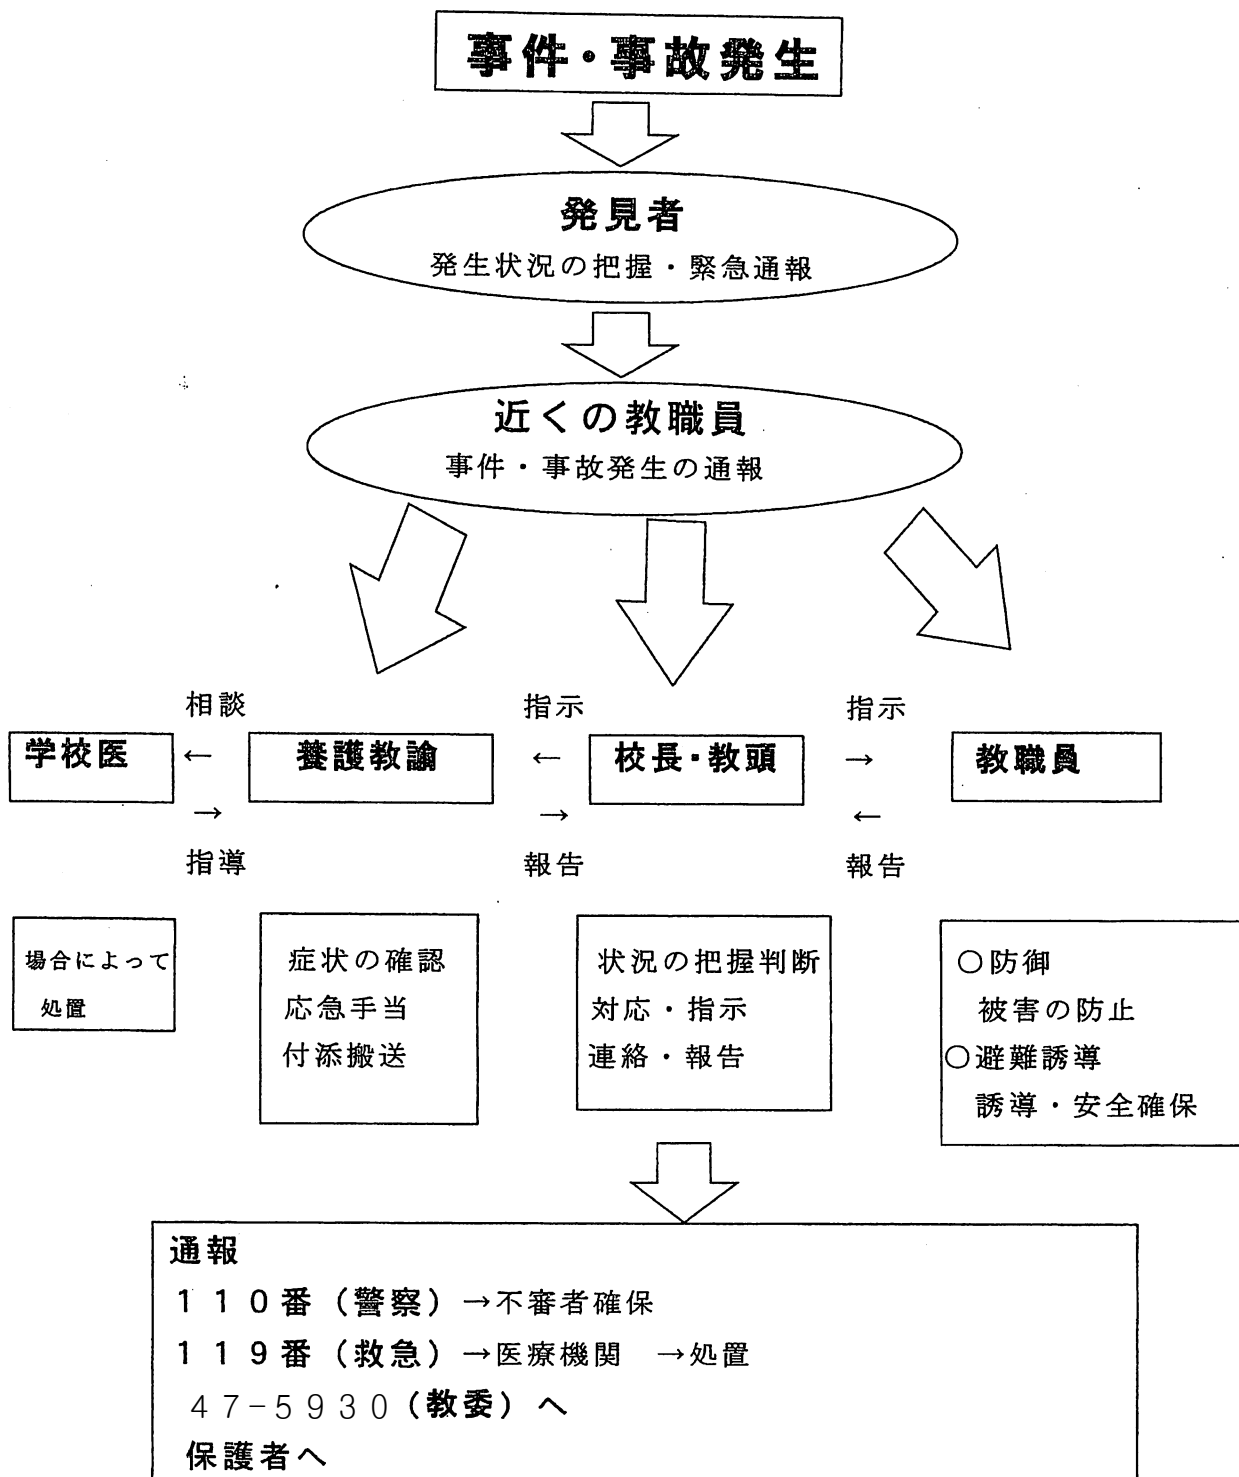 事件・事故発生
発見者
発生状況の把握・緊急通報
近くの教職員
事件・事故発生の通報
相談 指示 指示
学校医 ← 養護教諭 ← 校長・教頭 → 教職員
→ → ←
指導 報告 報告
場合によって
処置
症状の確認
応急手当
付添搬送
状況の把握判断
対応・指示
連絡・報告
○防御
被害の防止
○避難誘導
誘導・安全確保
通報
110番(警察)→不審者確保
119番(救急)→医療機関 →処置
47-5930(教委)へ
保護者へ